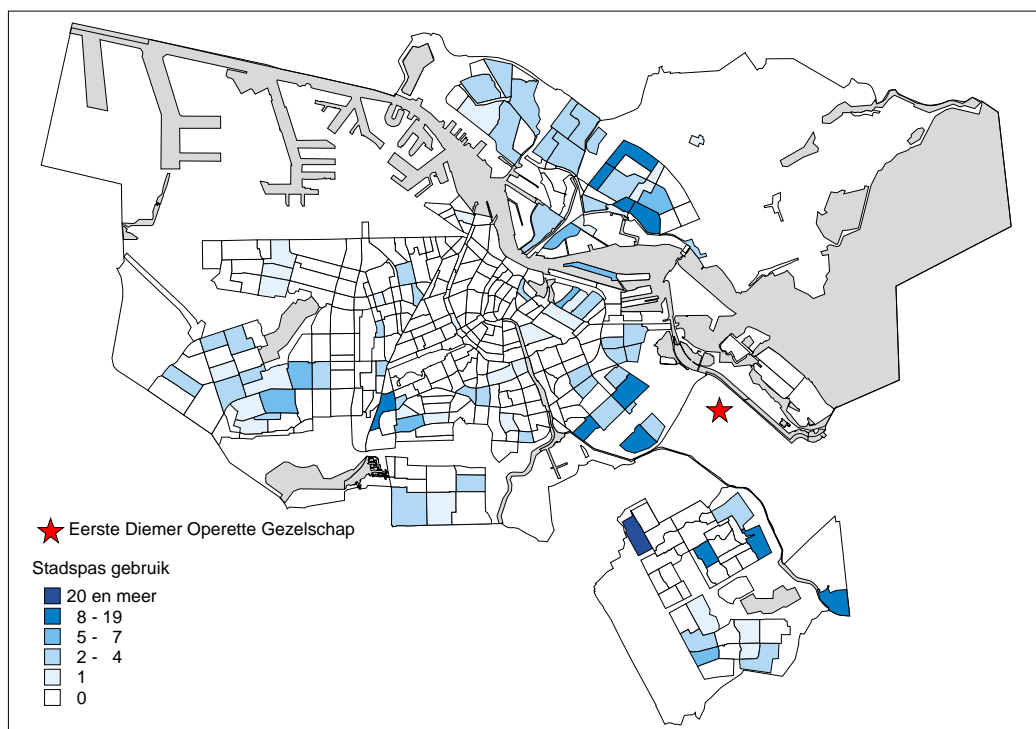 Eerste Diemer Operette Gezelschap
Stadspas gebruik
20 en meer
8 - 19
5 - 7
2 - 4
1
0